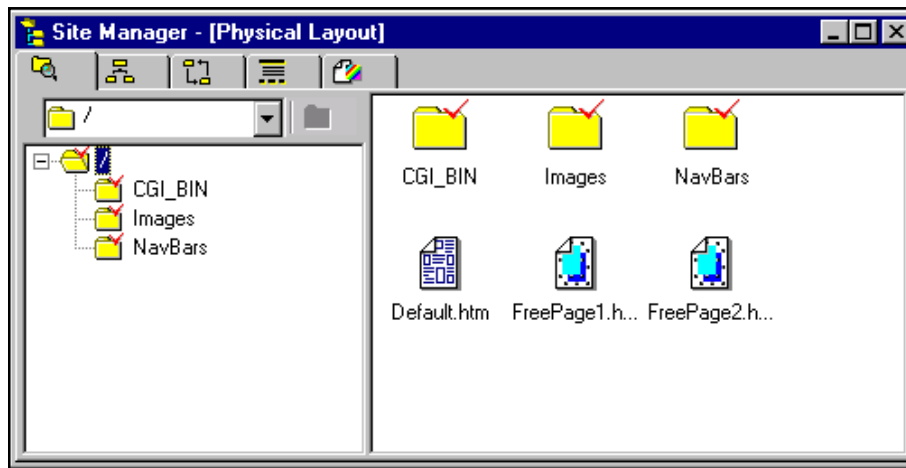 Site Manager - [Physical Layout]
/
/
CGI_BIN
Images
NavBars
CGI_BIN Images NavBars
Default.htm FreePage1.h... FreePage2.h...